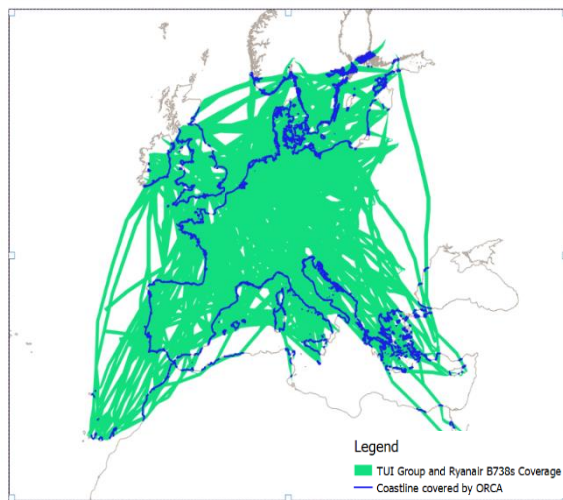 Legend
TUI Group and Ryanair B738s Coverage
Coastline covered by ORCA